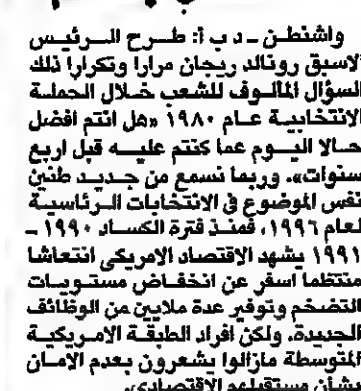 واشنطن ـ د ب أ: طرح الرئيس
الاسبق رونالد ريجان مرارا وتكرارا ذلك
السؤال المألوف للشعب خلال الحملة
الانتخابية عام ١٩٨٠ «هل انتم افضل
حالا اليوم عما كنتم عليه قبل اربع
سنوات». وربما نسمع من جديد طنين
نفس الموضوع في الانتخابات الرئاسية
لعام ١٩٩٦، فمنذ فترة الكساد ١٩٩٠ ـ
١٩٩١ يشهد الاقتصاد الامريكى انتعاشا
منتظما اسفر عن انخفاض مستويات
التضخم وتوفير عدة ملايين من الوظائف
الجديدة. ولكن افراد الطبقة الامريكية
المتوسطة مازالوا يشعرون بعدم الامان
بشأن مستقبلهم الاقتصادي.